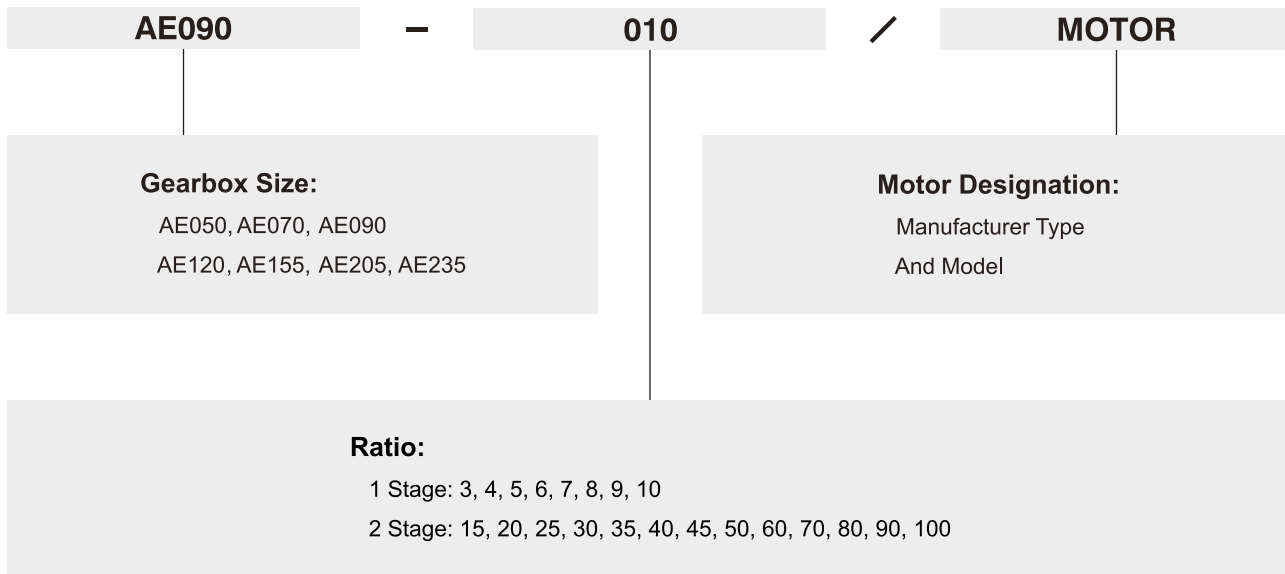 AE090 – 010 / MOTOR
Gearbox Size:
AE050, AE070, AE090
AE120, AE155, AE205, AE235
Motor Designation:
Manufacturer Type
And Model
Ratio:
1 Stage: 3, 4, 5, 6, 7, 8, 9, 10
2 Stage: 15, 20, 25, 30, 35, 40, 45, 50, 60, 70, 80, 90, 100